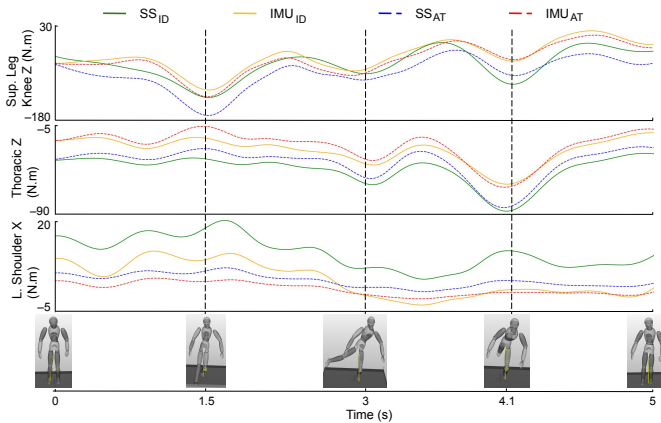 SS_ID IMU_ID SS_AT IMU_AT
30
Sup. Leg
Knee Z (N.m)
−180
−5
Thoracic Z
(N.m)
−90
20
L. Shoulder X
(N.m)
−5
0 1.5 3 4.1 5
Time (s)